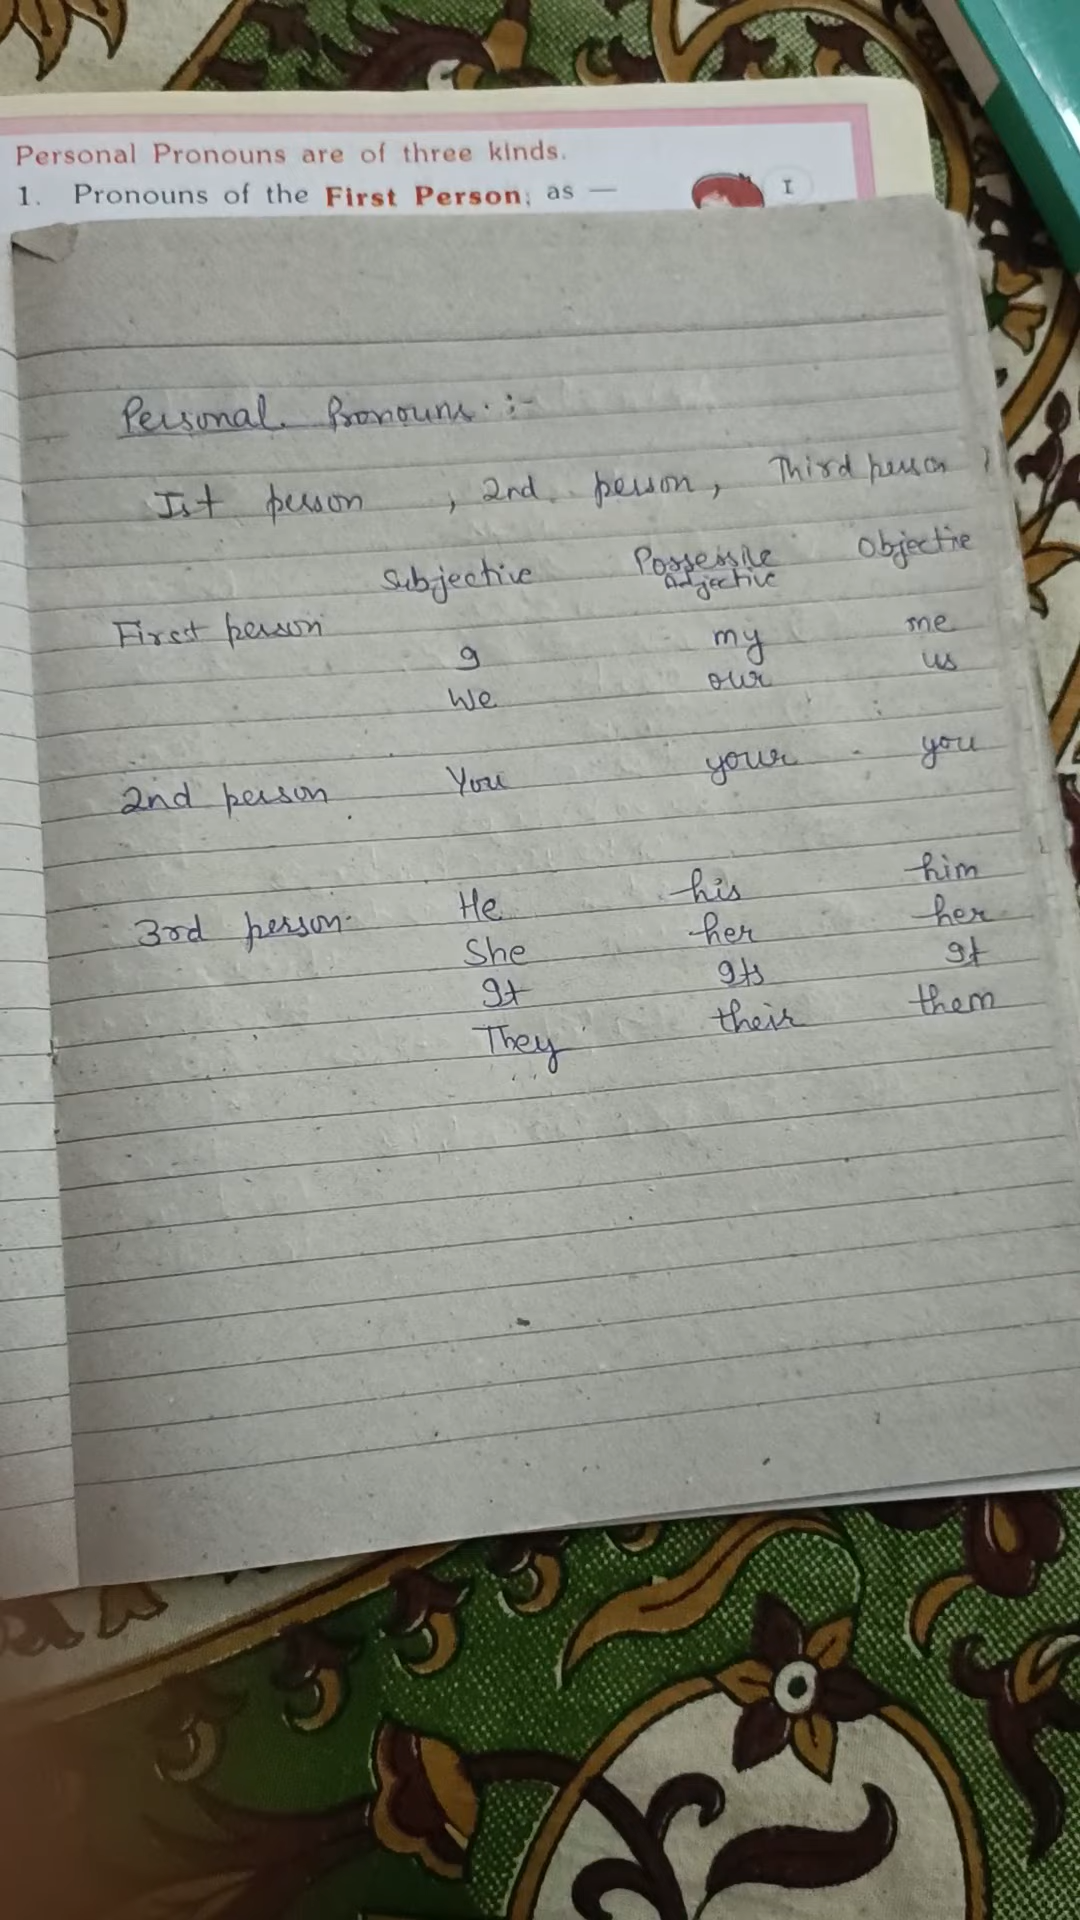 Personal Pronouns are of three kinds.
1. Pronouns of the First Person; as —
I
Personal Pronouns :-
Ist person , 2nd person, Third person
Subjective Possessile Adjective Objectie
First person
I my me
We our us
2nd person You your you
3rd person He his him
She her her
It Its It
They their them